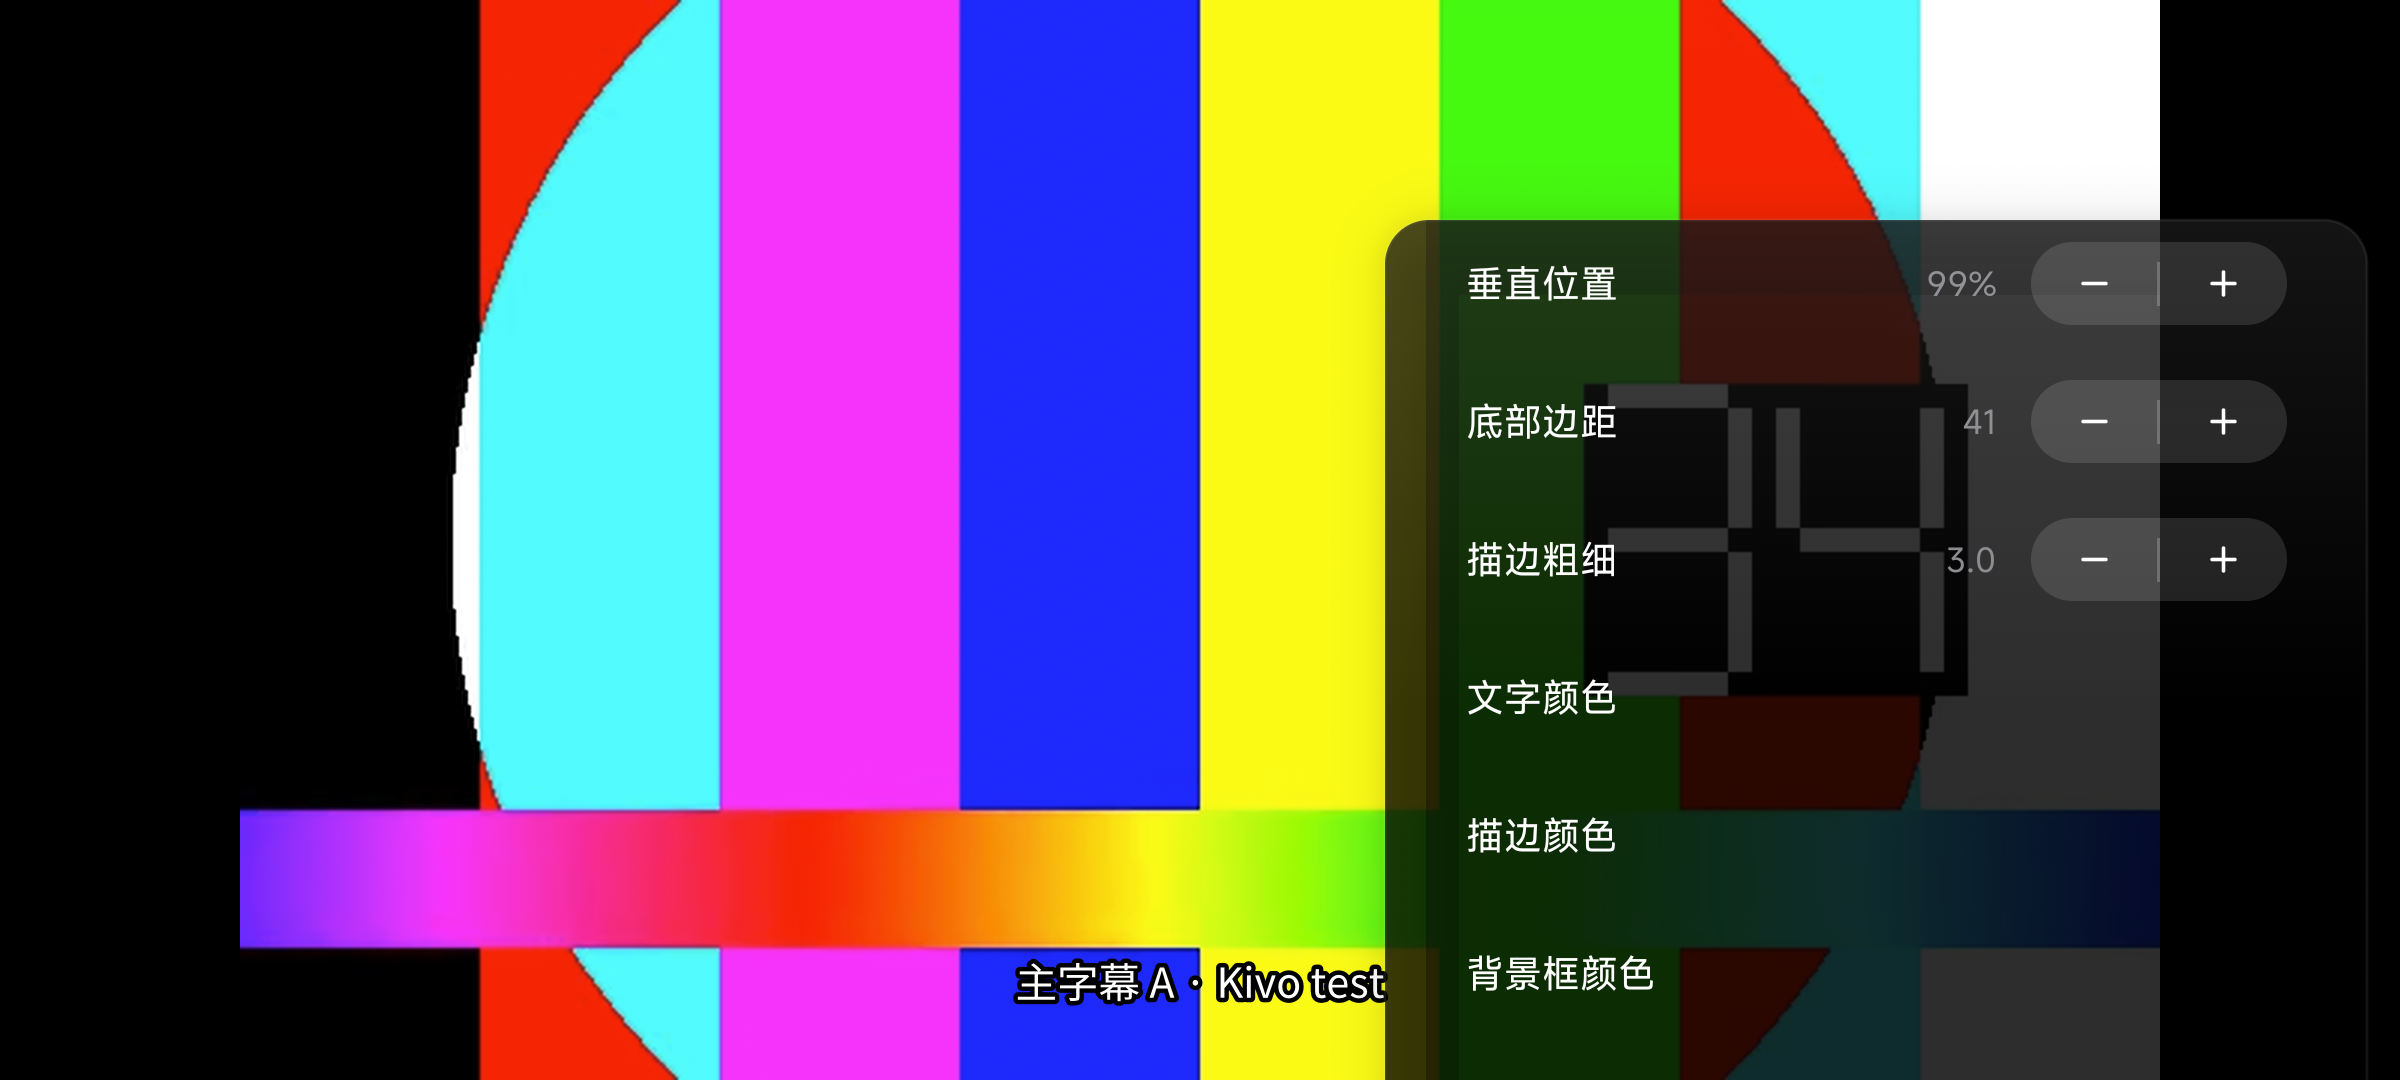 垂直位置 99% − +
底部边距 41 − +
描边粗细 3.0 − +
文字颜色
描边颜色
背景框颜色
主字幕 A · Kivo test
34